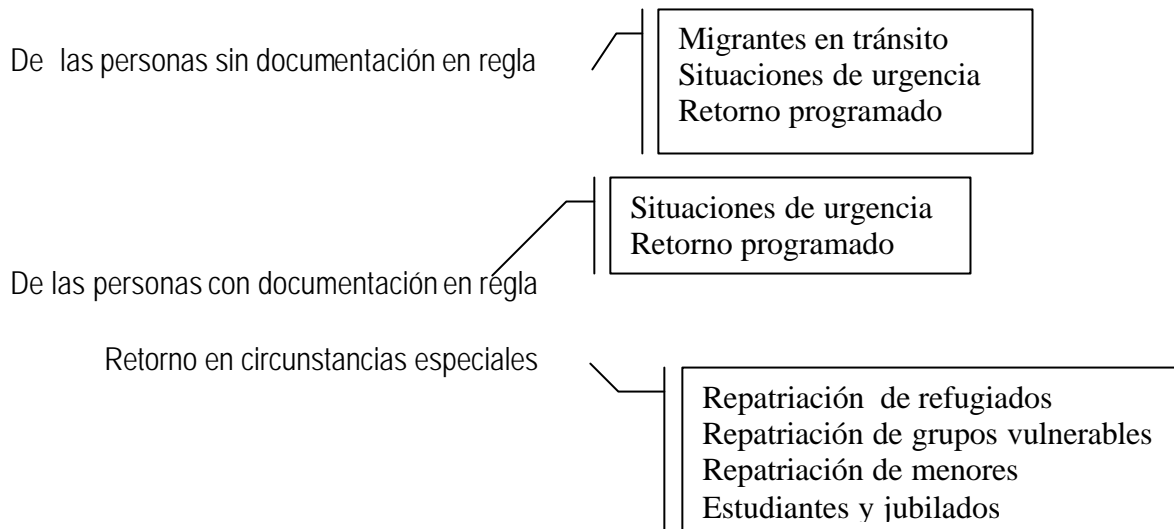 De las personas sin documentación en regla
Migrantes en tránsito
Situaciones de urgencia
Retorno programado
De las personas con documentación en regla
Situaciones de urgencia
Retorno programado
Retorno en circunstancias especiales
Repatriación de refugiados
Repatriación de grupos vulnerables
Repatriación de menores
Estudiantes y jubilados